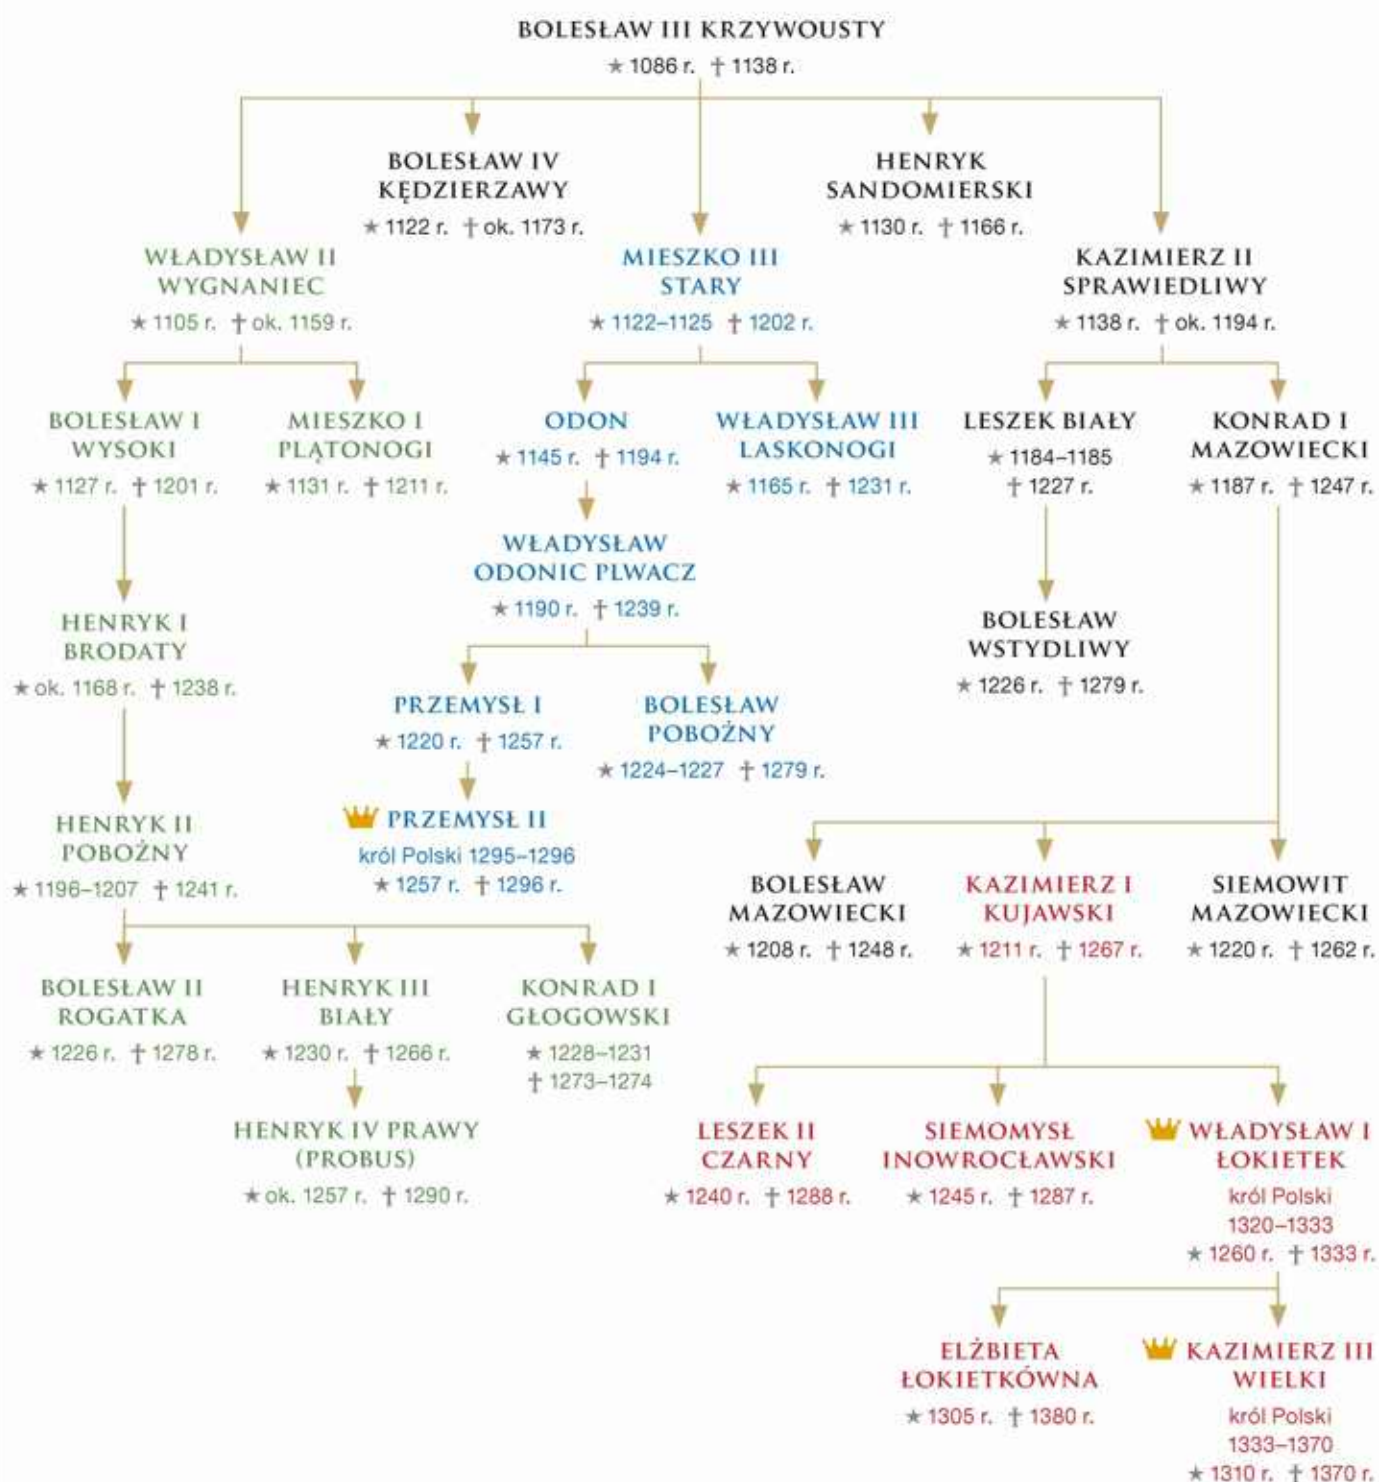 BOLESŁAW III KRZYWOUSTY
★ 1086 r. † 1138 r.
BOLESŁAW IV
KĘDZIERZAWY
★ 1122 r. † ok. 1173 r.
HENRYK
SANDOMIERSKI
★ 1130 r. † 1166 r.
WŁADYSŁAW II
WYGNANIEC
★ 1105 r. † ok. 1159 r.
MIESZKO III
STARY
★ 1122–1125 † 1202 r.
KAZIMIERZ II
SPRAWIEDLIWY
★ 1138 r. † ok. 1194 r.
BOLESŁAW I
WYSOKI
★ 1127 r. † 1201 r.
MIESZKO I
PLĄTONOGI
★ 1131 r. † 1211 r.
ODON
★ 1145 r. † 1194 r.
WŁADYSŁAW III
LASKONOGI
★ 1165 r. † 1231 r.
LESZEK BIAŁY
★ 1184–1185
† 1227 r.
KONRAD I
MAZOWIECKI
★ 1187 r. † 1247 r.
WŁADYSŁAW
ODONIC PLWACZ
★ 1190 r. † 1239 r.
HENRYK I
BRODATY
★ ok. 1168 r. † 1238 r.
BOLESŁAW
WSTYDLIWY
★ 1226 r. † 1279 r.
PRZEMYSŁ I
★ 1220 r. † 1257 r.
BOLESŁAW
POBOŻNY
★ 1224–1227 † 1279 r.
HENRYK II
POBOŻNY
★ 1196–1207 † 1241 r.
PRZEMYSŁ II
król Polski 1295–1296
★ 1257 r. † 1296 r.
BOLESŁAW
MAZOWIECKI
★ 1208 r. † 1248 r.
KAZIMIERZ I
KUJAWSKI
★ 1211 r. † 1267 r.
SIEMOWIT
MAZOWIECKI
★ 1220 r. † 1262 r.
BOLESŁAW II
ROGATKA
★ 1226 r. † 1278 r.
HENRYK III
BIAŁY
★ 1230 r. † 1266 r.
KONRAD I
GŁOGOWSKI
★ 1228–1231
† 1273–1274
HENRYK IV PRAWY
(PROBUS)
★ ok. 1257 r. † 1290 r.
LESZEK II
CZARNY
★ 1240 r. † 1288 r.
SIEMOMYSŁ
INOWROCŁAWSKI
★ 1245 r. † 1287 r.
WŁADYSŁAW I
ŁOKIETEK
król Polski
1320–1333
★ 1260 r. † 1333 r.
ELŻBIETA
ŁOKIETKÓWNA
★ 1305 r. † 1380 r.
KAZIMIERZ III
WIELKI
król Polski
1333–1370
★ 1310 r. † 1370 r.